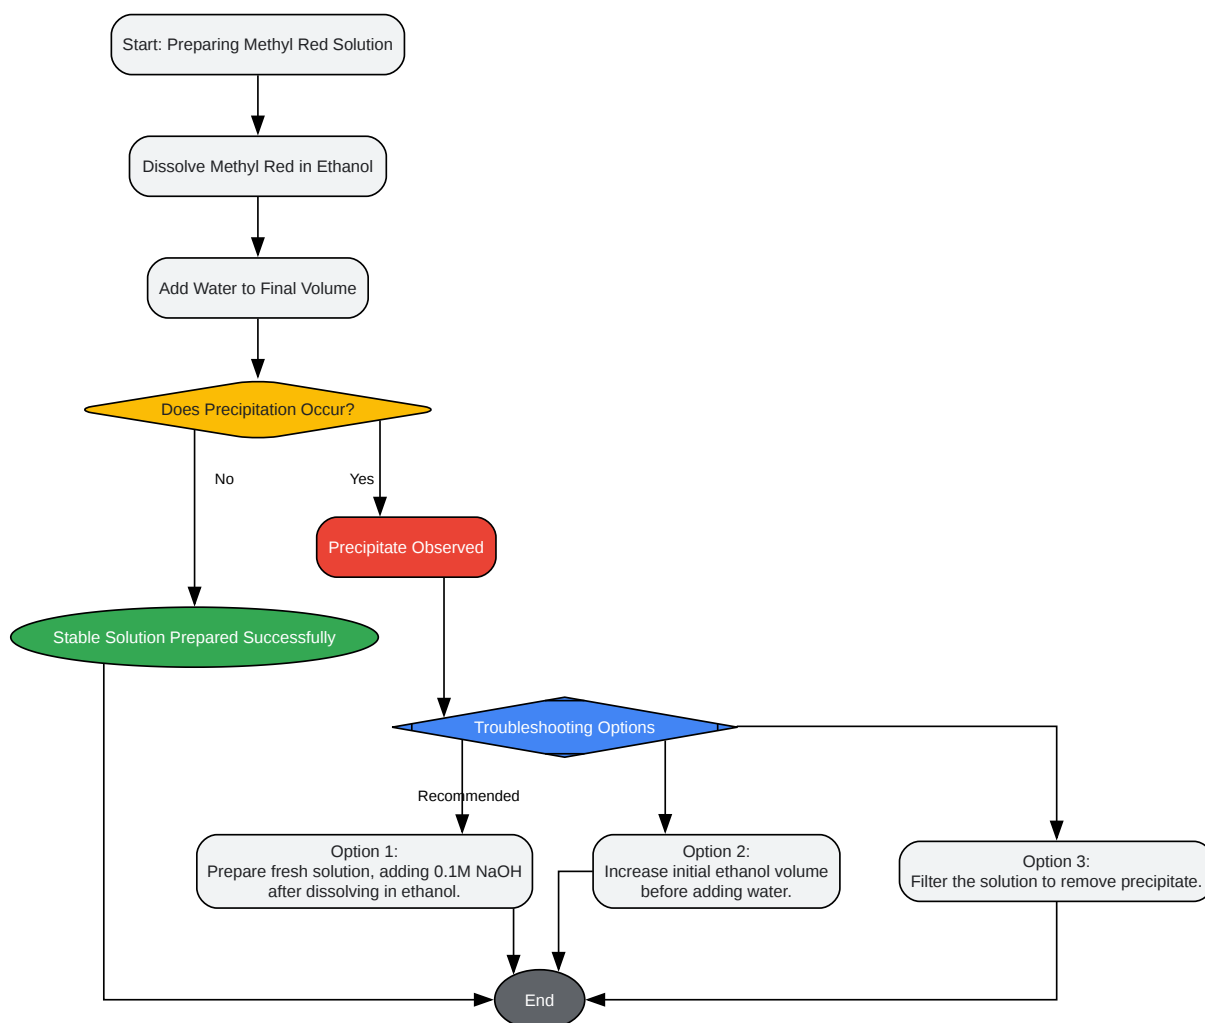 Start: Preparing Methyl Red Solution
Dissolve Methyl Red in Ethanol
Add Water to Final Volume
Does Precipitation Occur?
No
Yes
Precipitate Observed
Stable Solution Prepared Successfully
Troubleshooting Options
Recommended
Option 1:
Prepare fresh solution, adding 0.1M NaOH
after dissolving in ethanol.
Option 2:
Increase initial ethanol volume
before adding water.
Option 3:
Filter the solution to remove precipitate.
End